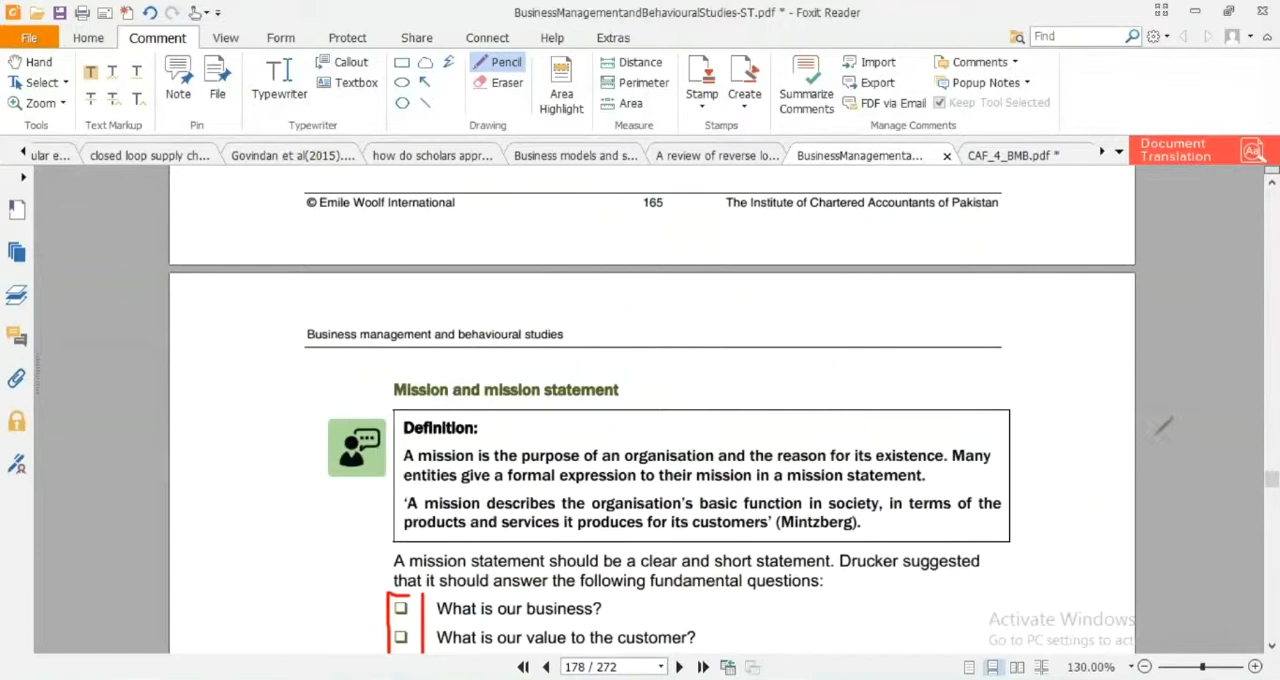 BusinessManagementandBehaviouralStudies-ST.pdf * - Foxit Reader
File Home Comment View Form Protect Share Connect Help Extras Find
Hand
Select
Zoom
Tools
T T T
T T T
Text Markup
Note File
Pin
Typewriter
Callout
Textbox
Typewriter
Pencil
Eraser
Drawing
Area
Highlight
Distance
Perimeter
Area
Measure
Stamp Create
Stamps
Summarize
Comments
Import
Export
FDF via Email
Comments
Popup Notes
Keep Tool Selected
Manage Comments
ular e... closed loop supply ch... Govindan et al(2015).... how do scholars appr... Business models and s... A review of reverse lo... BusinessManagementa... CAF_4_BMB.pdf *
Document
Translation
© Emile Woolf International 165 The Institute of Chartered Accountants of Pakistan
Business management and behavioural studies
Mission and mission statement
Definition:
A mission is the purpose of an organisation and the reason for its existence. Many
entities give a formal expression to their mission in a mission statement.
‘A mission describes the organisation’s basic function in society, in terms of the
products and services it produces for its customers’ (Mintzberg).
A mission statement should be a clear and short statement. Drucker suggested
that it should answer the following fundamental questions:
What is our business?
What is our value to the customer?
Activate Windows
Go to PC settings to act
178 / 272 130.00%